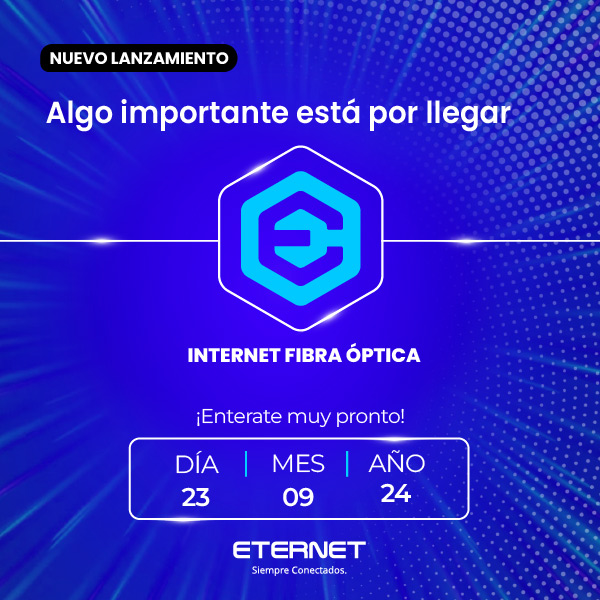 NUEVO LANZAMIENTO
Algo importante está por llegar
INTERNET FIBRA ÓPTICA
¡Enterate muy pronto!
DÍA | MES | AÑO
23 09 24
ETERNET
Siempre Conectados.